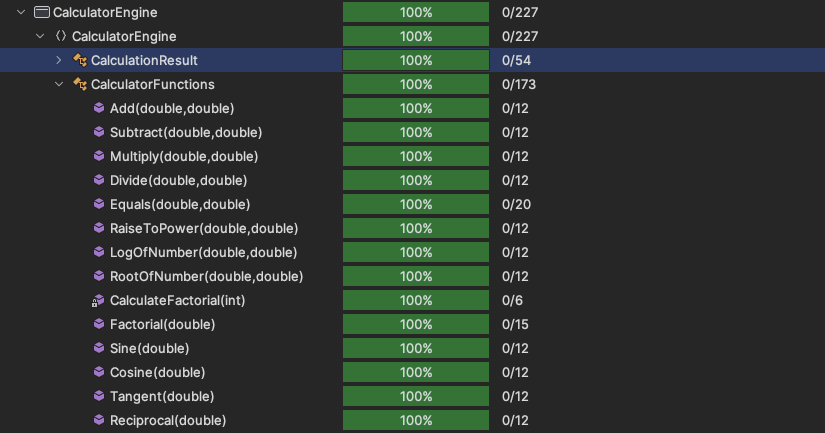 CalculatorEngine 100% 0/227
CalculatorEngine 100% 0/227
CalculationResult 100% 0/54
CalculatorFunctions 100% 0/173
Add(double,double) 100% 0/12
Subtract(double,double) 100% 0/12
Multiply(double,double) 100% 0/12
Divide(double,double) 100% 0/12
Equals(double,double) 100% 0/20
RaiseToPower(double,double) 100% 0/12
LogOfNumber(double,double) 100% 0/12
RootOfNumber(double,double) 100% 0/12
CalculateFactorial(int) 100% 0/6
Factorial(double) 100% 0/15
Sine(double) 100% 0/12
Cosine(double) 100% 0/12
Tangent(double) 100% 0/12
Reciprocal(double) 100% 0/12